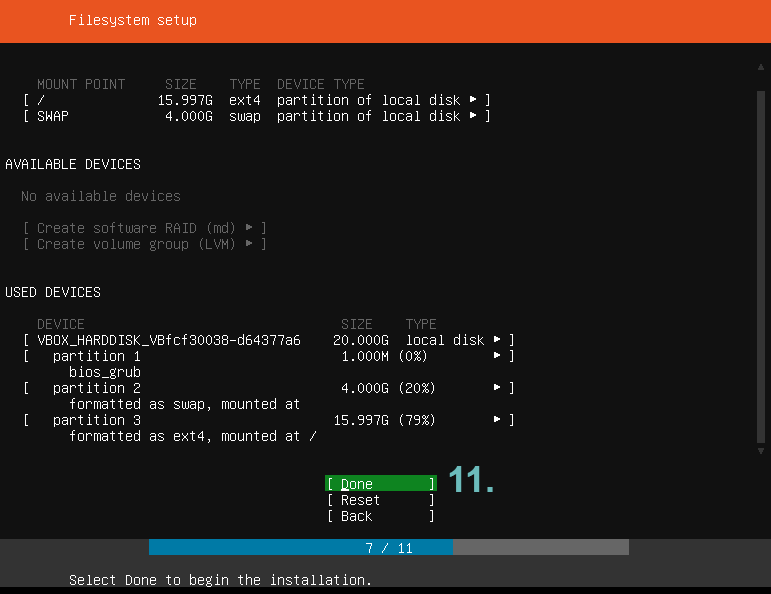 Filesystem setup
MOUNT POINT SIZE TYPE DEVICE TYPE
[ / 15.997G ext4 partition of local disk ▸ ]
[ SWAP 4.000G swap partition of local disk ▸ ]
AVAILABLE DEVICES
No available devices
[ Create software RAID (md) ▸ ]
[ Create volume group (LVM) ▸ ]
USED DEVICES
DEVICE SIZE TYPE
[ VBOX_HARDDISK_VBfcf30038-d64377a6 20.000G local disk ▸ ]
[ partition 1 1.000M (0%) ▸ ]
bios_grub
[ partition 2 4.000G (20%) ▸ ]
formatted as swap, mounted at
[ partition 3 15.997G (79%) ▸ ]
formatted as ext4, mounted at /
[ Done ] 11.
[ Reset ]
[ Back ]
7 / 11
Select Done to begin the installation.